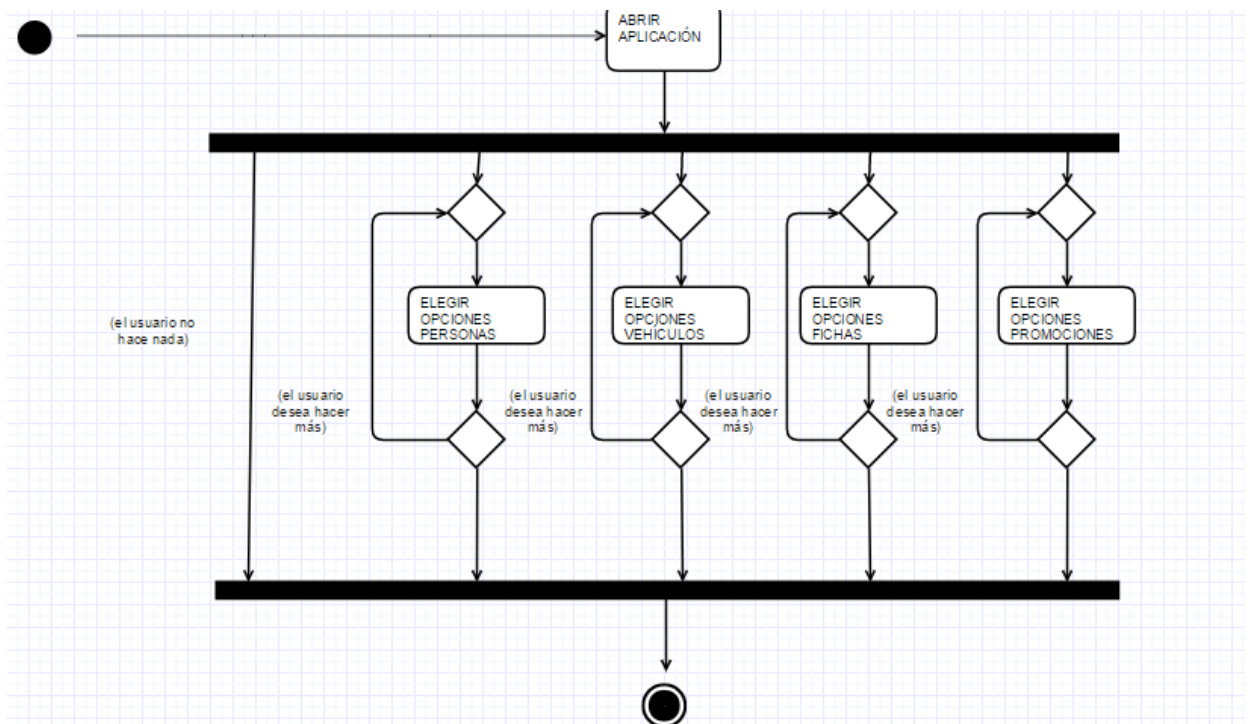 ABRIR
APLICACIÓN
(el usuario no
hace nada)
ELEGIR
OPCIONES
PERSONAS
(el usuario
desea hacer
más)
ELEGIR
OPCIONES
VEHICULOS
(el usuario
desea hacer
más)
ELEGIR
OPCIONES
FICHAS
(el usuario
desea hacer
más)
ELEGIR
OPCIONES
PROMOCIONES
(el usuario
desea hacer
más)